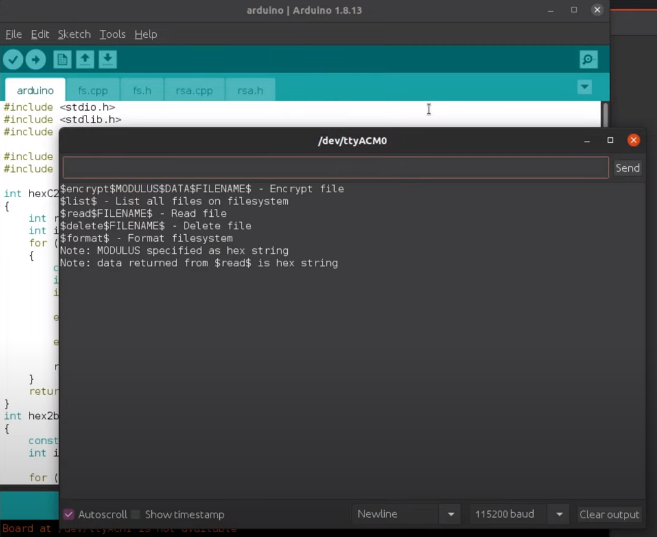 arduino | Arduino 1.8.13
File Edit Sketch Tools Help
arduino fs.cpp fs.h rsa.cpp rsa.h
#include <stdio.h>
#include <stdlib.h>
#include
/dev/ttyACM0
#include
#include
Send
int hexC2
{
int
int i
for (
{
}
retur
}
int hex2b
{
const
int i
for (
$encrypt$MODULUS$DATA$FILENAME$ - Encrypt file
$list$ - List all files on filesystem
$read$FILENAME$ - Read file
$delete$FILENAME$ - Delete file
$format$ - Format filesystem
Note: MODULUS specified as hex string
Note: data returned from $read$ is hex string
Autoscroll Show timestamp Newline 115200 baud Clear output
Board at /dev/ttyACM1 is not available